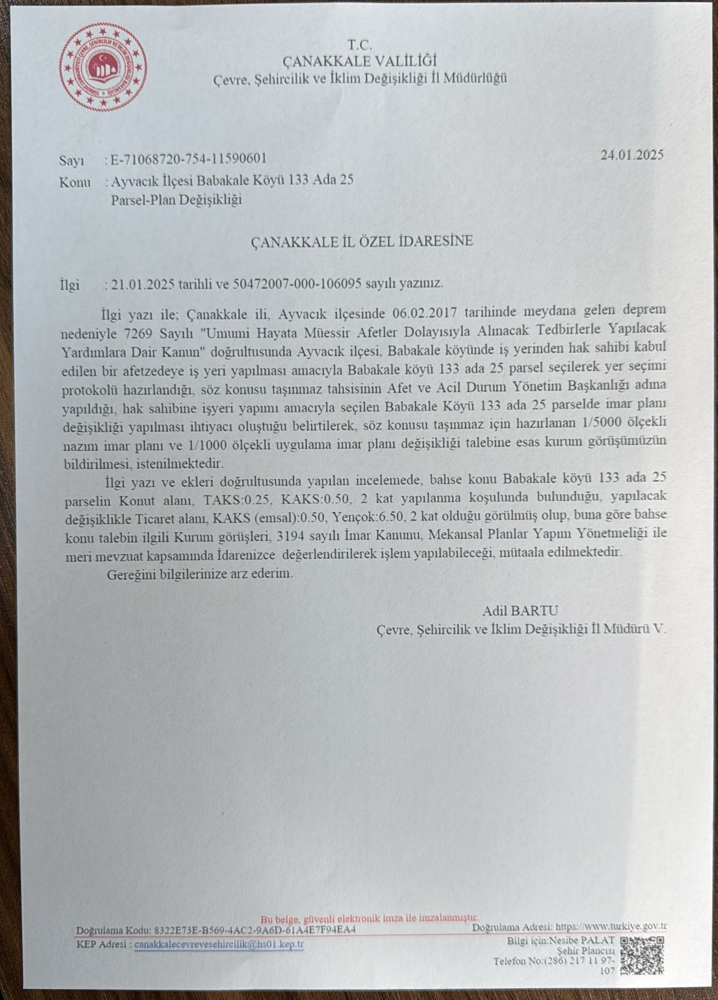 T.C.
ÇANAKKALE VALİLİĞİ
Çevre, Şehircilik ve İklim Değişikliği İl Müdürlüğü
TÜRKİYE CUMHURİYETİ ÇEVRE, ŞEHİRCİLİK VE İKLİM DEĞİŞİKLİĞİ BAKANLIĞI
Sayı : E-71068720-754-11590601
24.01.2025
Konu : Ayvacık İlçesi Babakale Köyü 133 Ada 25
Parsel-Plan Değişikliği
ÇANAKKALE İL ÖZEL İDARESİNE
İlgi : 21.01.2025 tarihli ve 50472007-000-106095 sayılı yazınız.
İlgi yazı ile; Çanakkale ili, Ayvacık ilçesinde 06.02.2017 tarihinde meydana gelen deprem
nedeniyle 7269 Sayılı "Umumi Hayata Müessir Afetler Dolayısıyla Alınacak Tedbirlerle Yapılacak
Yardımlara Dair Kanun" doğrultusunda Ayvacık ilçesi, Babakale köyünde iş yerinden hak sahibi kabul
edilen bir afetzedeye iş yeri yapılması amacıyla Babakale köyü 133 ada 25 parsel seçilerek yer seçimi
protokolü hazırlandığı, söz konusu taşınmaz tahsisinin Afet ve Acil Durum Yönetim Başkanlığı adına
yapıldığı, hak sahibine işyeri yapımı amacıyla seçilen Babakale Köyü 133 ada 25 parselde imar planı
değişikliği yapılması ihtiyacı oluştuğu belirtilerek, söz konusu taşınmaz için hazırlanan 1/5000 ölçekli
nazım imar planı ve 1/1000 ölçekli uygulama imar planı değişikliği talebine esas kurum görüşümüzün
bildirilmesi, istenilmektedir.
İlgi yazı ve ekleri doğrultusunda yapılan incelemede, bahse konu Babakale köyü 133 ada 25
parselin Konut alanı, TAKS:0.25, KAKS:0.50, 2 kat yapılanma koşulunda bulunduğu, yapılacak
değişiklikle Ticaret alanı, KAKS (emsal):0.50, Yençok:6.50, 2 kat olduğu görülmüş olup, buna göre bahse
konu talebin ilgili Kurum görüşleri, 3194 sayılı İmar Kanunu, Mekansal Planlar Yapım Yönetmeliği ile
meri mevzuat kapsamında İdarenizce değerlendirilerek işlem yapılabileceği, mütaala edilmektedir.
Gereğini bilgilerinize arz ederim.
Adil BARTU
Çevre, Şehircilik ve İklim Değişikliği İl Müdürü V.
Bu belge, güvenli elektronik imza ile imzalanmıştır.
Doğrulama Kodu: 8322E73E-B569-4AC2-9A6D-61A4E7F94EA4
Doğrulama Adresi: https://www.turkiye.gov.tr
KEP Adresi : canakkalecevrevesehircilik@hs01.kep.tr
Bilgi için:Nesibe PALAT
Şehir Plancısı
Telefon No:(286) 217 11 97-
107